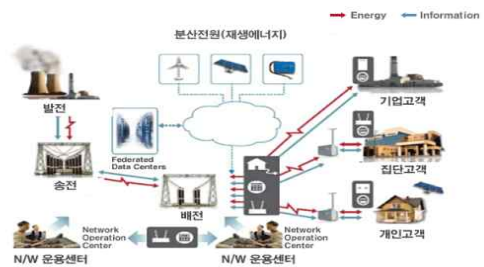 Energy
Information
분산전원(재생에너지)
발전
기업고객
Federated
Data Centers
송전
집단고객
배전
개인고객
Network
Operation
Center
Network
Operation
Center
N/W 운용센터
N/W 운용센터